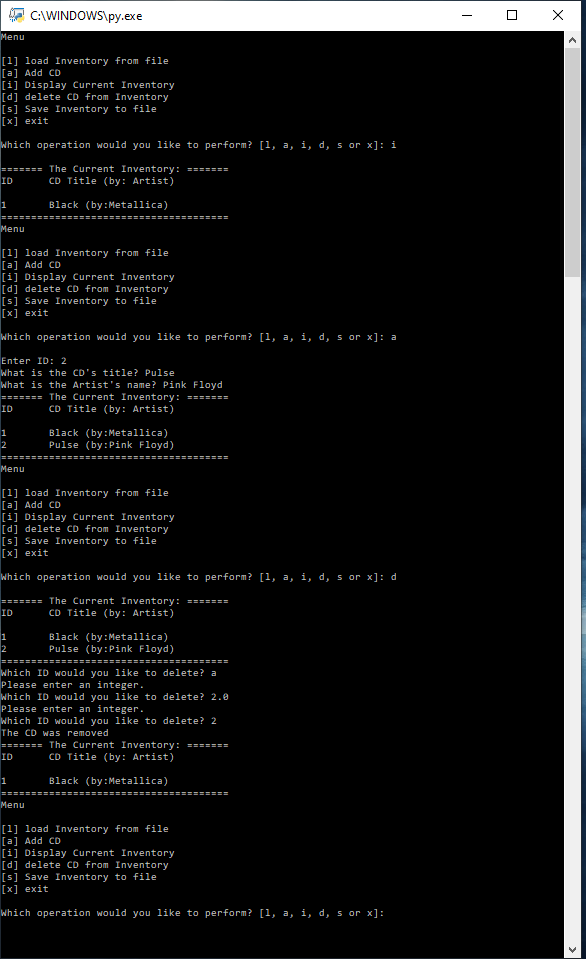 C:\WINDOWS\py.exe
Menu
[l] load Inventory from file
[a] Add CD
[i] Display Current Inventory
[d] delete CD from Inventory
[s] Save Inventory to file
[x] exit
Which operation would you like to perform? [l, a, i, d, s or x]: i
======= The Current Inventory: =======
ID      CD Title (by: Artist)
1       Black (by:Metallica)
======================================
Menu
[l] load Inventory from file
[a] Add CD
[i] Display Current Inventory
[d] delete CD from Inventory
[s] Save Inventory to file
[x] exit
Which operation would you like to perform? [l, a, i, d, s or x]: a
Enter ID: 2
What is the CD's title? Pulse
What is the Artist's name? Pink Floyd
======= The Current Inventory: =======
ID      CD Title (by: Artist)
1       Black (by:Metallica)
2       Pulse (by:Pink Floyd)
======================================
Menu
[l] load Inventory from file
[a] Add CD
[i] Display Current Inventory
[d] delete CD from Inventory
[s] Save Inventory to file
[x] exit
Which operation would you like to perform? [l, a, i, d, s or x]: d
======= The Current Inventory: =======
ID      CD Title (by: Artist)
1       Black (by:Metallica)
2       Pulse (by:Pink Floyd)
======================================
Which ID would you like to delete? a
Please enter an integer.
Which ID would you like to delete? 2.0
Please enter an integer.
Which ID would you like to delete? 2
The CD was removed
======= The Current Inventory: =======
ID      CD Title (by: Artist)
1       Black (by:Metallica)
======================================
Menu
[l] load Inventory from file
[a] Add CD
[i] Display Current Inventory
[d] delete CD from Inventory
[s] Save Inventory to file
[x] exit
Which operation would you like to perform? [l, a, i, d, s or x]: